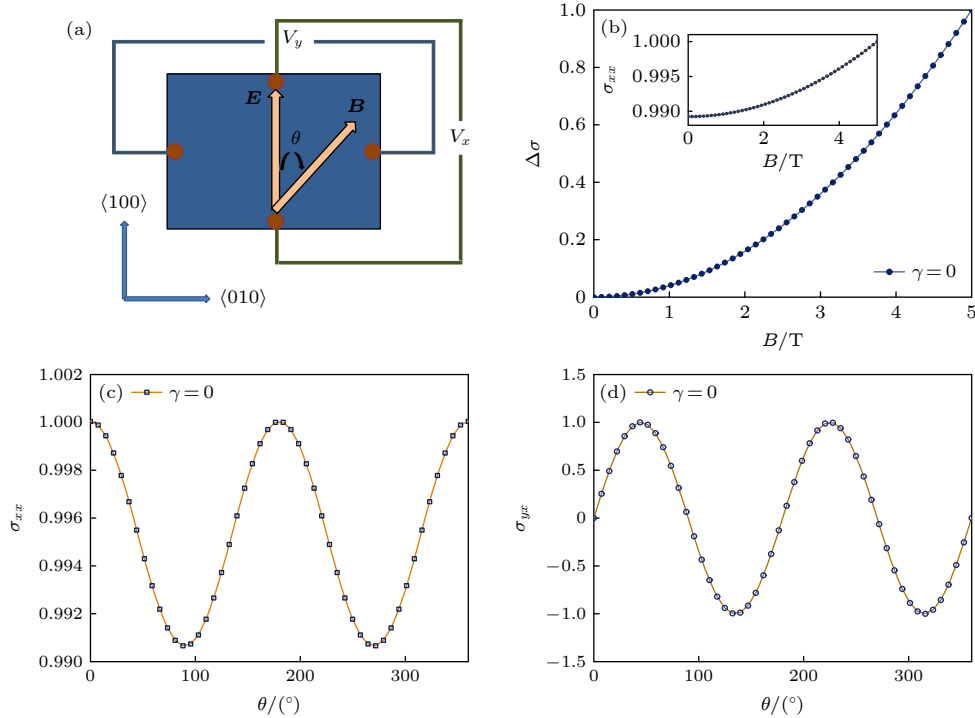 (a)
V_y
E
B
θ
V_x
⟨100⟩
⟨010⟩
(b)
1.0
0.8
0.6
0.4
0.2
0
Δσ
0 1 2 3 4 5
B/T
γ = 0
1.000
0.995
0.990
σ_xx
0 2 4
B/T
(c)
γ = 0
1.002
1.000
0.998
0.996
0.994
0.992
0.990
σ_xx
0 100 200 300
θ/(°)
(d)
γ = 0
1.5
1.0
0.5
0
−0.5
−1.0
−1.5
σ_yx
0 100 200 300
θ/(°)